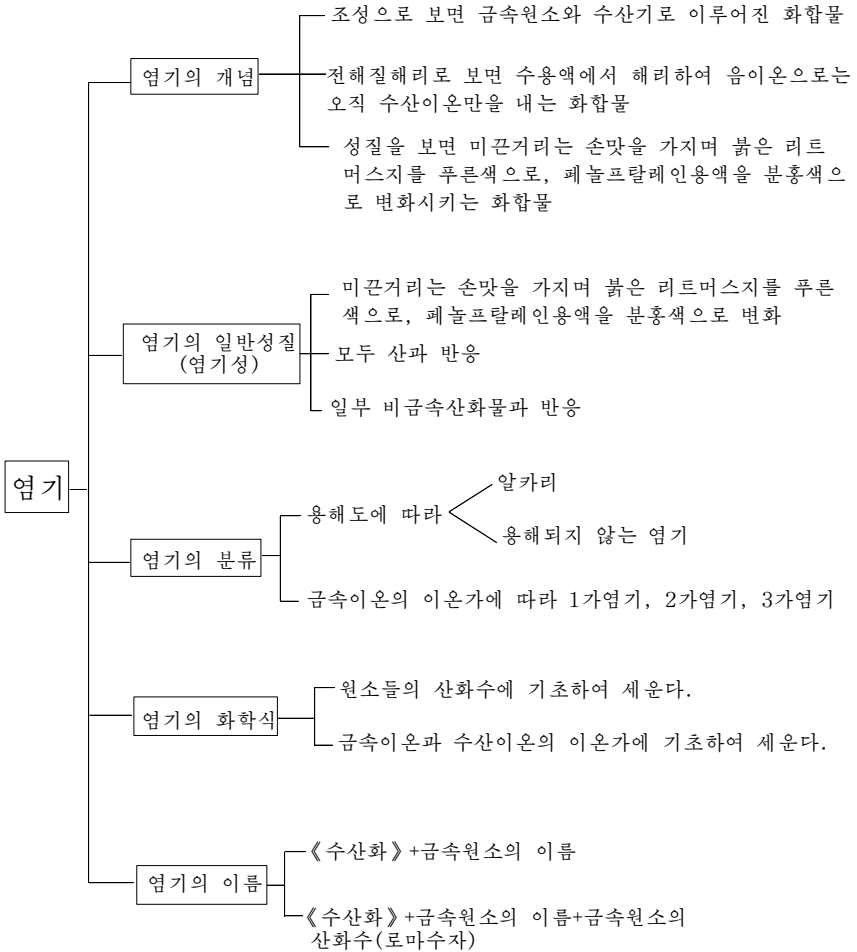 조성으로 보면 금속원소와 수산기로 이루어진 화합물
염기의 개념
전해질해리로 보면 수용액에서 해리하여 음이온으로는
오직 수산이온만을 내는 화합물
성질을 보면 미끈거리는 손맛을 가지며 붉은 리트
머스지를 푸른색으로, 페놀프탈레인용액을 분홍색으
로 변화시키는 화합물
미끈거리는 손맛을 가지며 붉은 리트머스지를 푸른
색으로, 페놀프탈레인용액을 분홍색으로 변화
염기의 일반성질
(염기성)
모두 산과 반응
일부 비금속산화물과 반응
염기
알카리
용해도에 따라
용해되지 않는 염기
염기의 분류
금속이온의 이온가에 따라 1가염기, 2가염기, 3가염기
원소들의 산화수에 기초하여 세운다.
염기의 화학식
금속이온과 수산이온의 이온가에 기초하여 세운다.
《수산화》+금속원소의 이름
염기의 이름
《수산화》+금속원소의 이름+금속원소의
산화수(로마수자)